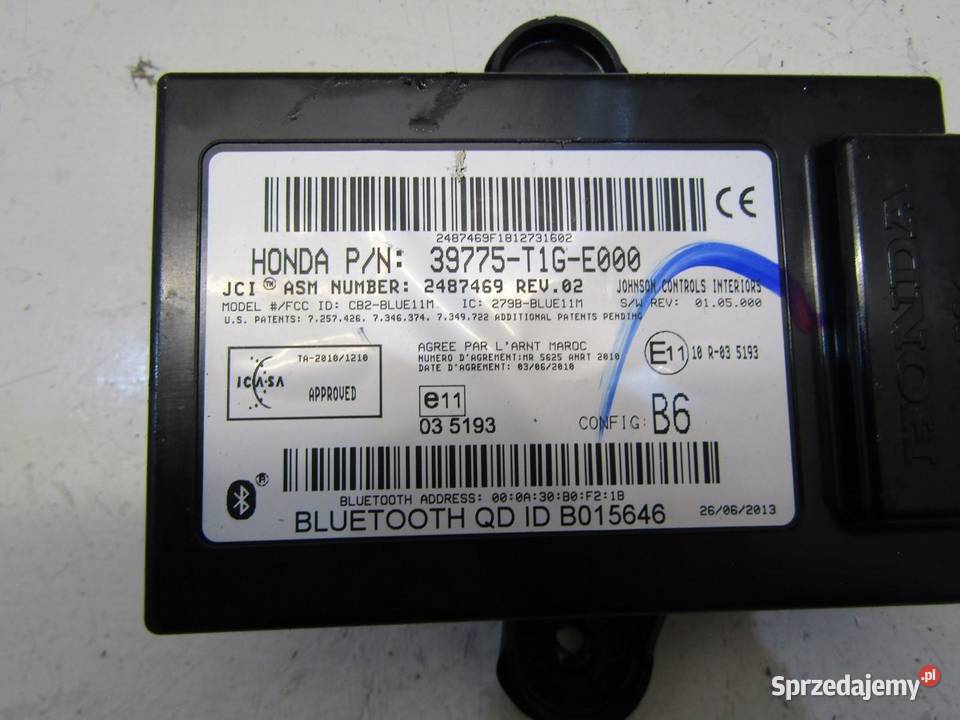 2487469F1812731602
CE
HONDA P/N: 39775-T1G-E000
JCI™ ASM NUMBER: 2487469 REV.02 JOHNSON CONTROLS INTERIORS
MODEL #/FCC ID: CB2-BLUE11M IC: 279B-BLUE11M S/W REV: 01.05.000
U.S. PATENTS: 7.257.426. 7.346.374. 7.349.722 ADDITIONAL PATENTS PENDING
TA-2010/1210
ICASA
APPROVED
AGREE PAR L'ARNT MAROC
NUMERO D'AGREMENT:MR 5625 ANRT 2010
DATE D'AGREMENT: 03/06/2010
E11 10 R-03 5193
e11
03 5193
CONFIG: B6
BLUETOOTH ADDRESS: 00:0A:30:B0:F2:1B
BLUETOOTH QD ID B015646
26/06/2013
HONDA
Sprzedajemy.pl